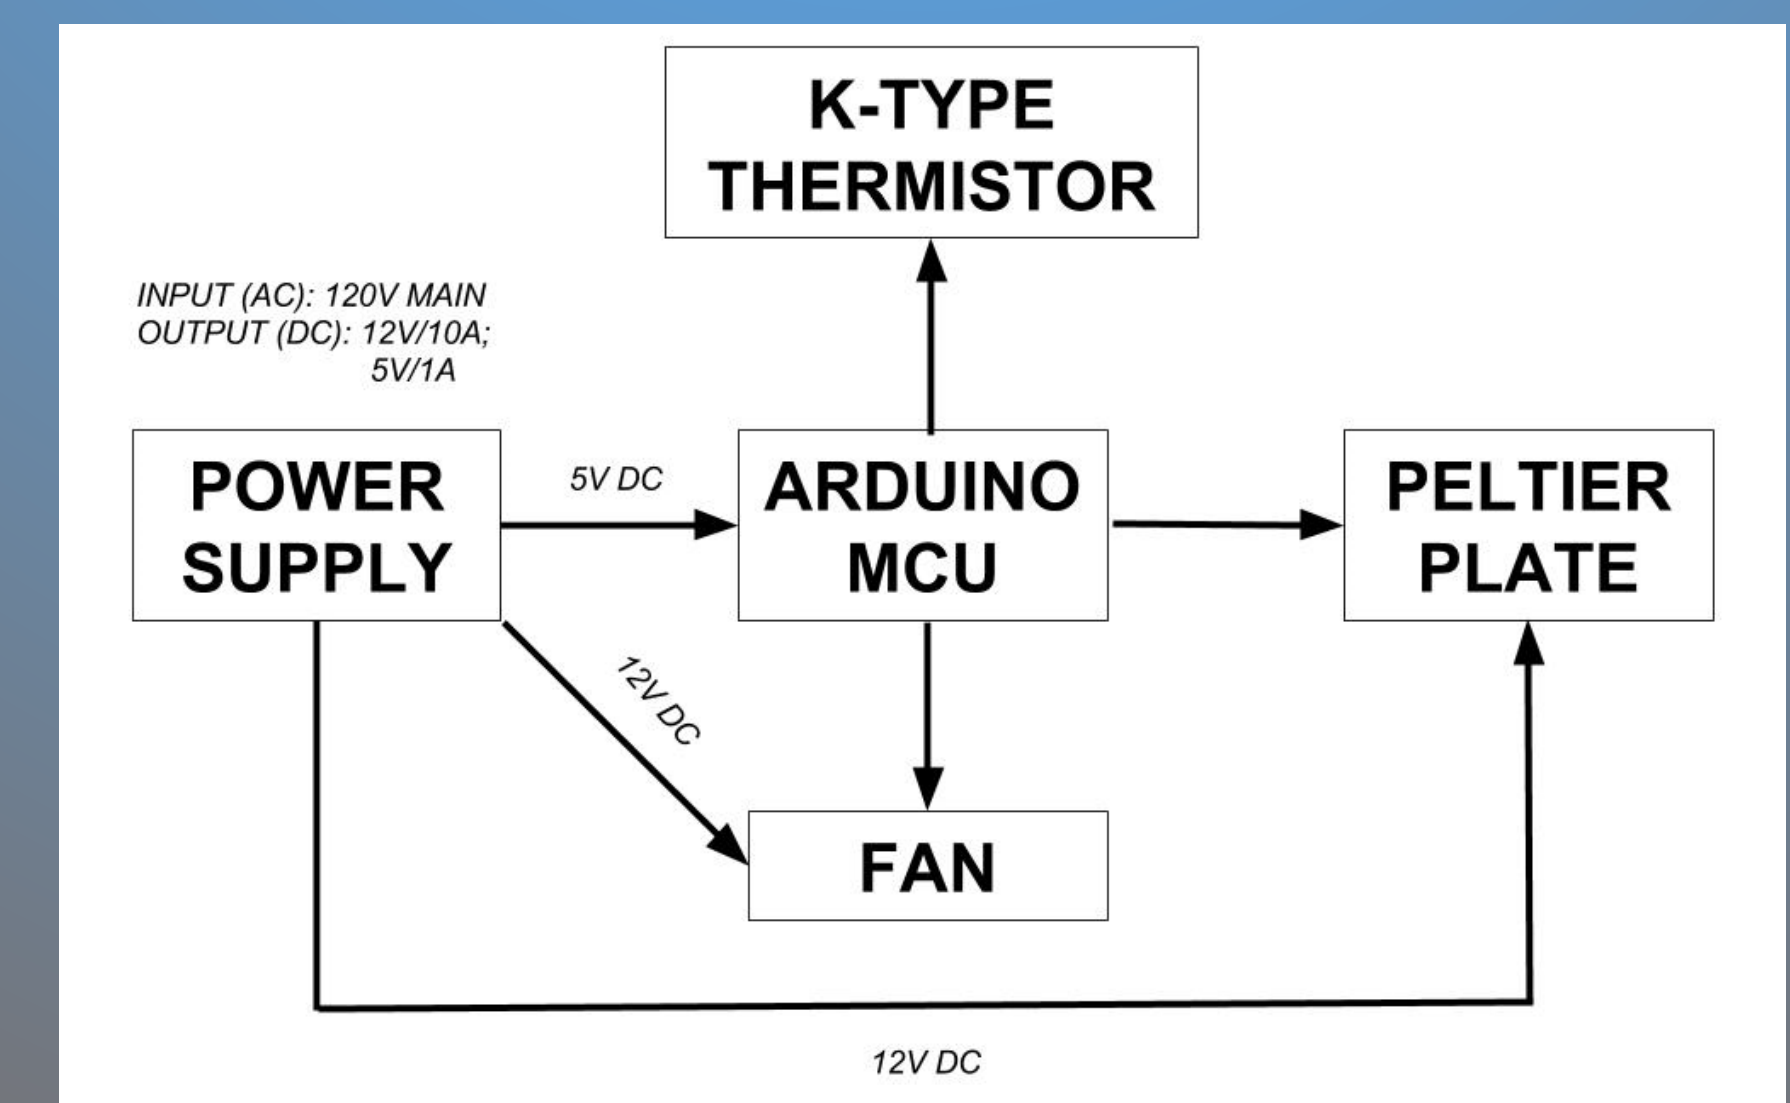 K-TYPE
THERMISTOR
INPUT (AC): 120V MAIN
OUTPUT (DC): 12V/10A;
5V/1A
POWER
SUPPLY
5V DC
ARDUINO
MCU
PELTIER
PLATE
12V DC
FAN
12V DC